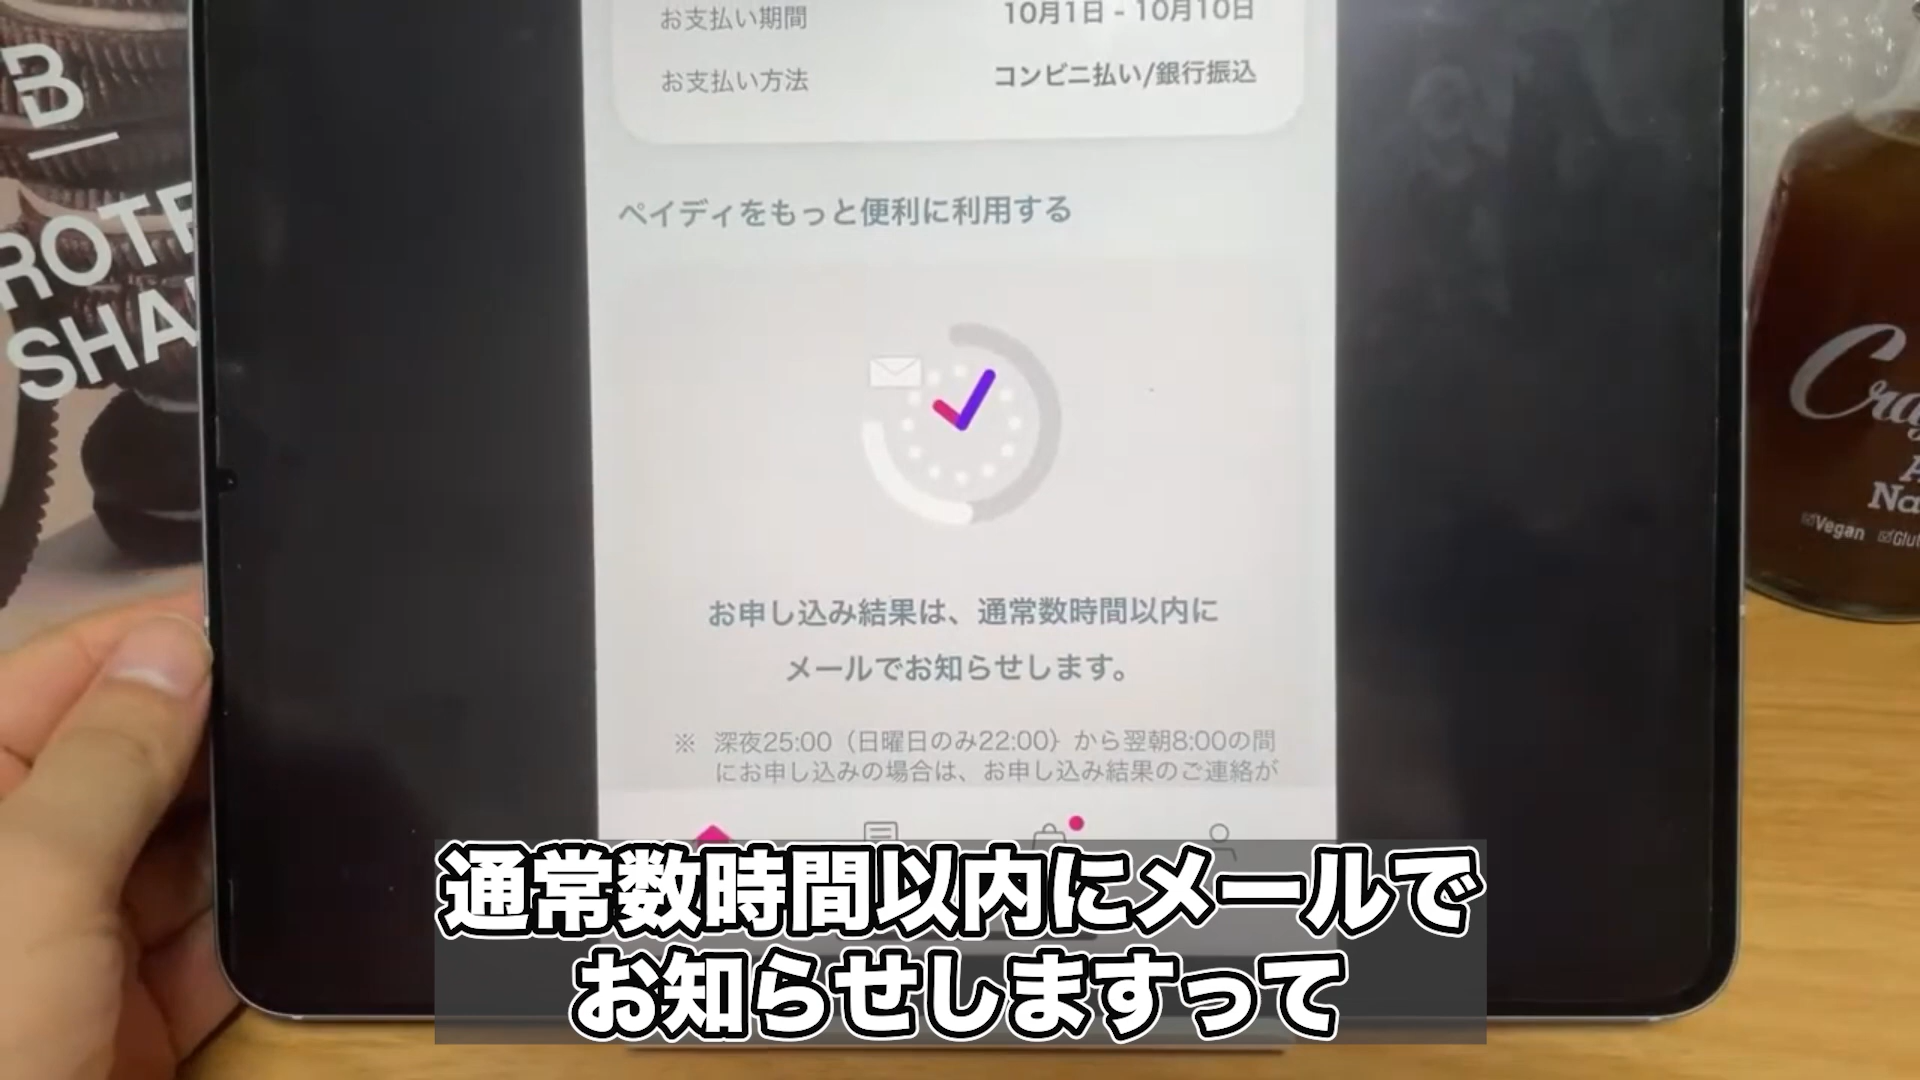 お支払い期間
10月1日 - 10月10日
お支払い方法
コンビニ払い/銀行振込
ペイディをもっと便利に利用する
お申し込み結果は、通常数時間以内に
メールでお知らせします。
※ 深夜25:00（日曜日のみ22:00）から翌朝8:00の間
にお申し込みの場合は、お申し込み結果のご連絡が
通常数時間以内にメールで
お知らせしますって
B
SHA
Vegan